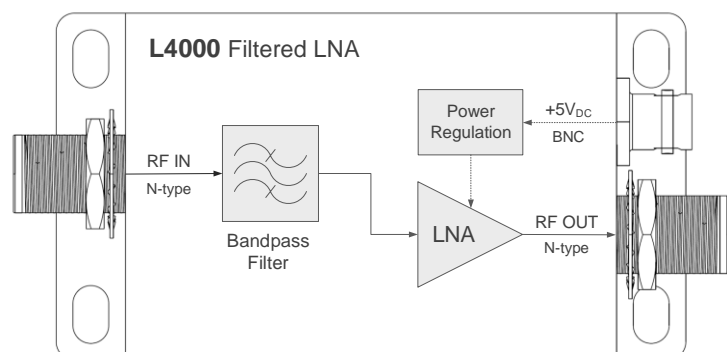 L4000 Filtered LNA
Power
Regulation
+5VDC
BNC
RF IN
N-type
Bandpass
Filter
LNA
RF OUT
N-type